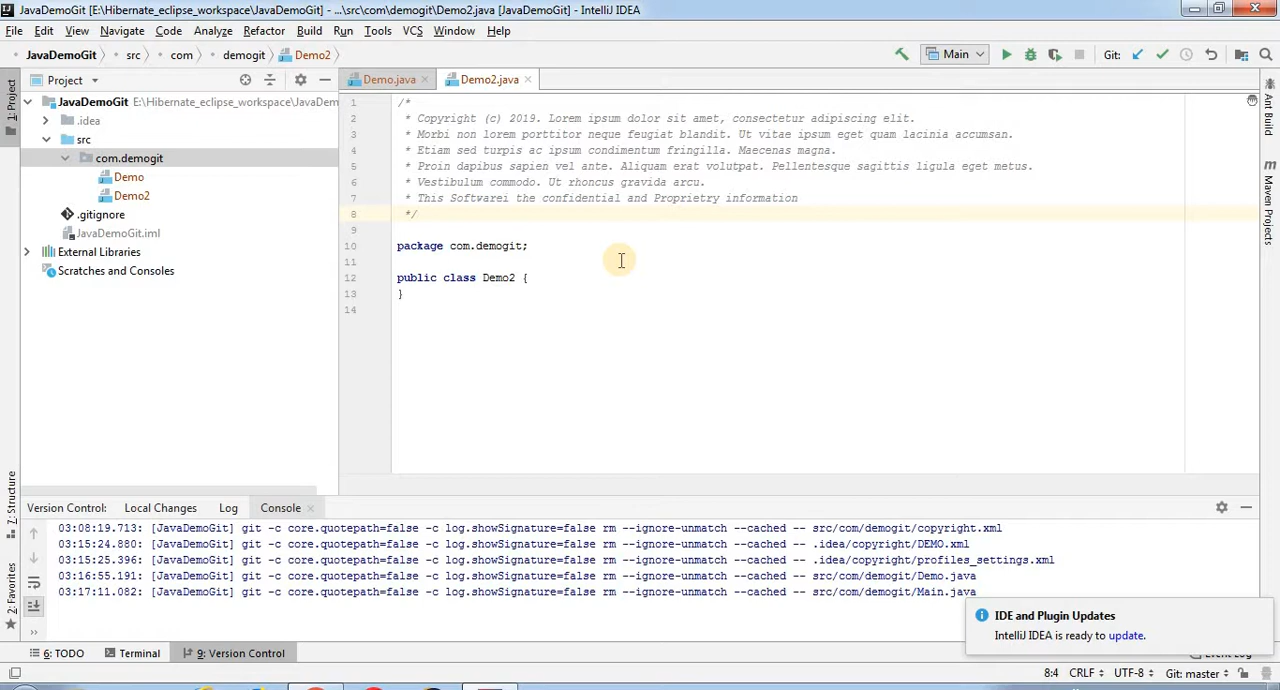 JavaDemoGit [E:\Hibernate_eclipse_workspace\JavaDemoGit] - ...\src\com\demogit\Demo2.java [JavaDemoGit] - IntelliJ IDEA
File Edit View Navigate Code Analyze Refactor Build Run Tools VCS Window Help
JavaDemoGit src com demogit Demo2 Main Git:
Project Demo.java Demo2.java
1: Project
JavaDemoGit E:\Hibernate_eclipse_workspace\JavaDem
.idea
src
com.demogit
Demo
Demo2
.gitignore
JavaDemoGit.iml
External Libraries
Scratches and Consoles
1 /*
2 * Copyright (c) 2019. Lorem ipsum dolor sit amet, consectetur adipiscing elit.
3 * Morbi non lorem porttitor neque feugiat blandit. Ut vitae ipsum eget quam lacinia accumsan.
4 * Etiam sed turpis ac ipsum condimentum fringilla. Maecenas magna.
5 * Proin dapibus sapien vel ante. Aliquam erat volutpat. Pellentesque sagittis ligula eget metus.
6 * Vestibulum commodo. Ut rhoncus gravida arcu.
7 * This Softwarei the confidential and Proprietry information
8 */
9
10 package com.demogit;
11
12 public class Demo2 {
13 }
14
Ant Build
m Maven Projects
7: Structure
2: Favorites
Version Control: Local Changes Log Console
03:08:19.713: [JavaDemoGit] git -c core.quotepath=false -c log.showSignature=false rm --ignore-unmatch --cached -- src/com/demogit/copyright.xml
03:15:24.880: [JavaDemoGit] git -c core.quotepath=false -c log.showSignature=false rm --ignore-unmatch --cached -- .idea/copyright/DEMO.xml
03:15:25.396: [JavaDemoGit] git -c core.quotepath=false -c log.showSignature=false rm --ignore-unmatch --cached -- .idea/copyright/profiles_settings.xml
03:16:55.191: [JavaDemoGit] git -c core.quotepath=false -c log.showSignature=false rm --ignore-unmatch --cached -- src/com/demogit/Demo.java
03:17:11.082: [JavaDemoGit] git -c core.quotepath=false -c log.showSignature=false rm --ignore-unmatch --cached -- src/com/demogit/Main.java
IDE and Plugin Updates
IntelliJ IDEA is ready to update.
6: TODO Terminal 9: Version Control Event Log
8:4 CRLF UTF-8 Git: master